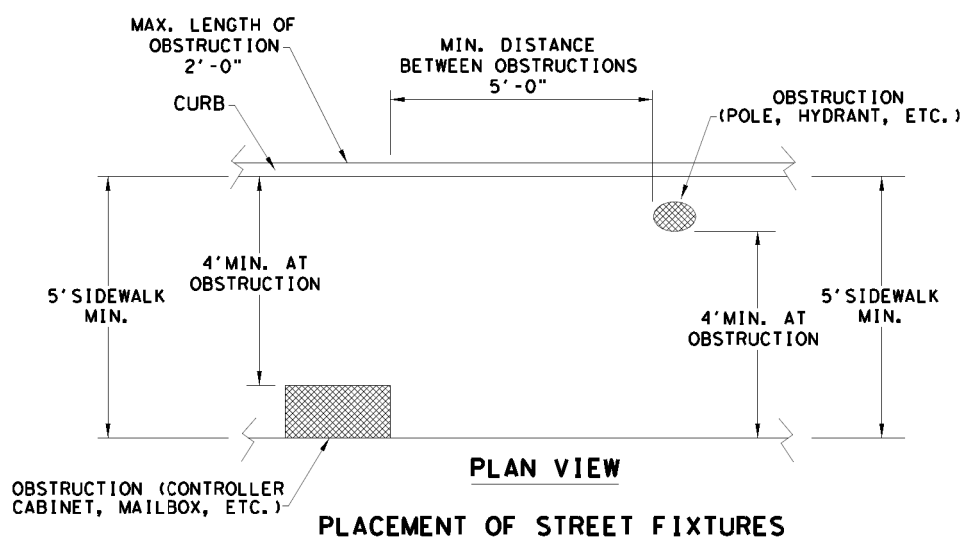 MAX. LENGTH OF
OBSTRUCTION
2'-0"
CURB
MIN. DISTANCE
BETWEEN OBSTRUCTIONS
5'-0"
OBSTRUCTION
(POLE, HYDRANT, ETC.)
5' SIDEWALK
MIN.
4' MIN. AT
OBSTRUCTION
4' MIN. AT
OBSTRUCTION
5' SIDEWALK
MIN.
OBSTRUCTION (CONTROLLER
CABINET, MAILBOX, ETC.)
PLAN VIEW
PLACEMENT OF STREET FIXTURES